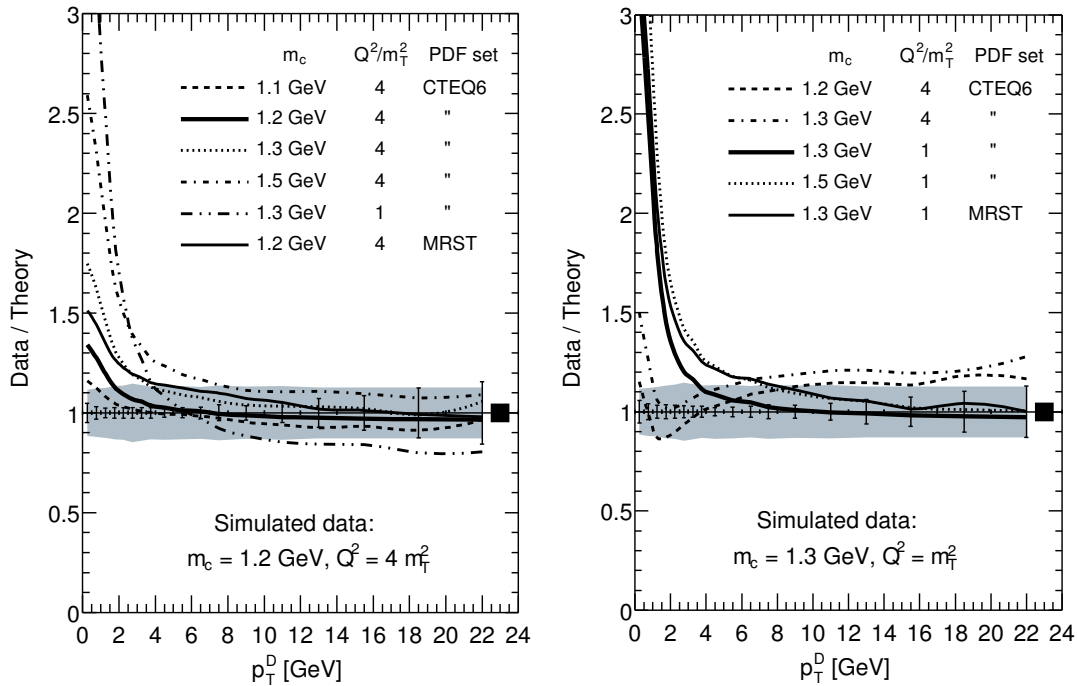 Data / Theory
3
2.5
2
1.5
1
0.5
0
m_c Q²/m_T² PDF set
1.1 GeV 4 CTEQ6
1.2 GeV 4 "
1.3 GeV 4 "
1.5 GeV 4 "
1.3 GeV 1 "
1.2 GeV 4 MRST
Simulated data:
m_c = 1.2 GeV, Q² = 4 m_T²
0 2 4 6 8 10 12 14 16 18 20 22 24
p_T^D [GeV]
Data / Theory
3
2.5
2
1.5
1
0.5
0
m_c Q²/m_T² PDF set
1.2 GeV 4 CTEQ6
1.3 GeV 4 "
1.3 GeV 1 "
1.5 GeV 1 "
1.3 GeV 1 MRST
Simulated data:
m_c = 1.3 GeV, Q² = m_T²
0 2 4 6 8 10 12 14 16 18 20 22 24
p_T^D [GeV]